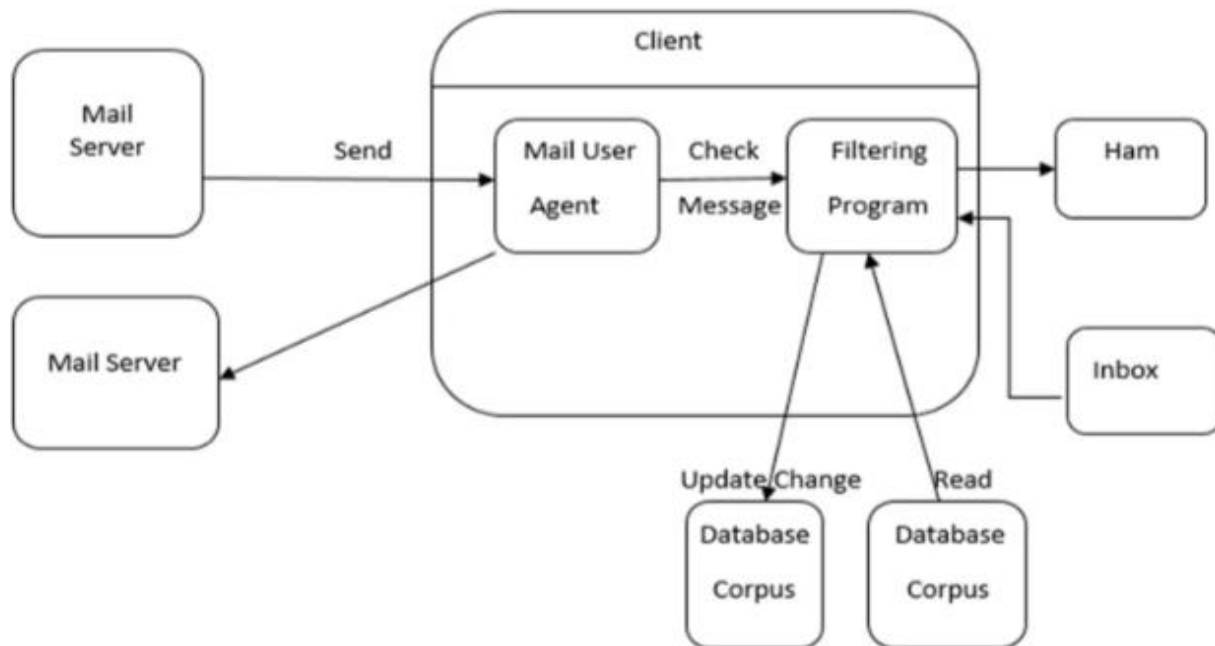 Client
Mail
Server
Send
Mail User
Agent
Check
Message
Filtering
Program
Ham
Mail Server
Inbox
Update/Change
Read
Database
Corpus
Database
Corpus